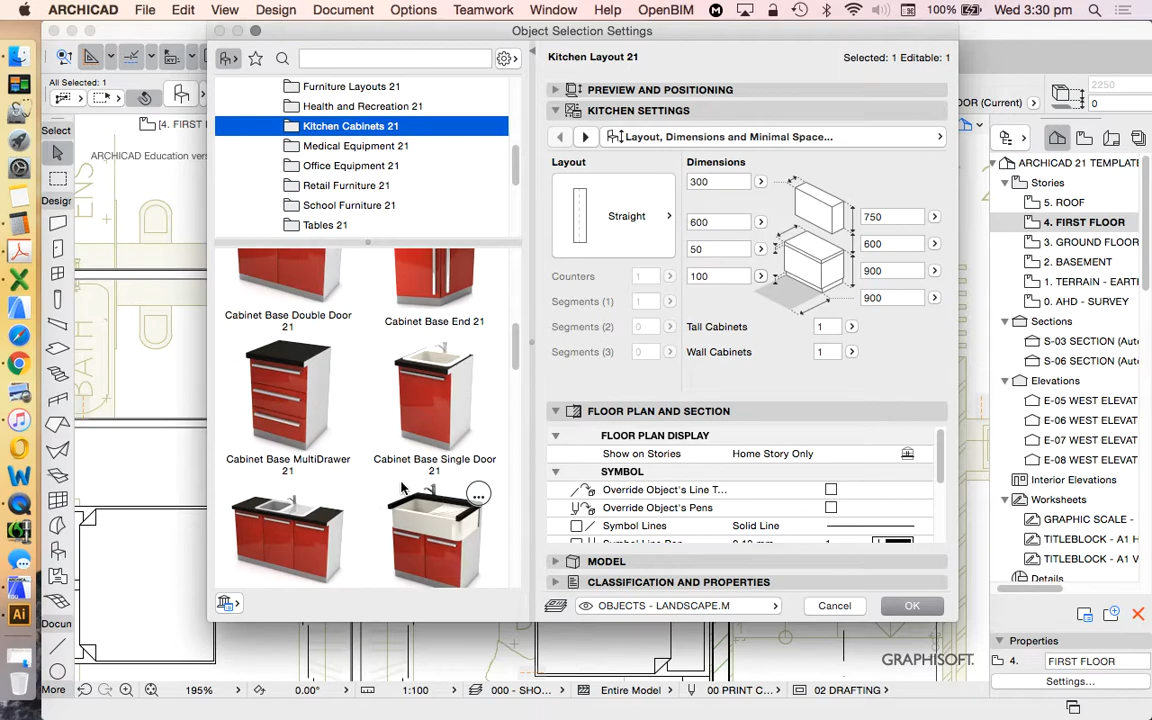 ARCHICAD File Edit View Design Document Options Teamwork Window Help OpenBIM 100% Wed 3:30 pm
Object Selection Settings
All Selected: 1
Kitchen Layout 21
Selected: 1 Editable: 1
Furniture Layouts 21
Health and Recreation 21
Kitchen Cabinets 21
Medical Equipment 21
Office Equipment 21
Retail Furniture 21
School Furniture 21
Tables 21
Cabinet Base Double Door
21
Cabinet Base End 21
Cabinet Base MultiDrawer
21
Cabinet Base Single Door
21
PREVIEW AND POSITIONING
KITCHEN SETTINGS
Layout, Dimensions and Minimal Space...
Layout
Straight
Dimensions
300
600
50
100
750
600
900
900
Counters 1
Segments (1) 1
Segments (2) 0
Segments (3) 0
Tall Cabinets 1
Wall Cabinets 1
FLOOR PLAN AND SECTION
FLOOR PLAN DISPLAY
Show on Stories Home Story Only
SYMBOL
Override Object's Line T...
Override Object's Pens
Symbol Lines Solid Line
MODEL
CLASSIFICATION AND PROPERTIES
OBJECTS - LANDSCAPE.M
Cancel
OK
[4. FIRST F
ARCHICAD Education vers
Select
Design
Docun
More
BATH
ENS
2250
0
OOR (Current)
ARCHICAD 21 TEMPLATE
Stories
5. ROOF
4. FIRST FLOOR
3. GROUND FLOOR
2. BASEMENT
1. TERRAIN - EART
0. AHD - SURVEY
Sections
S-03 SECTION (Auto
S-04 SECTION (Auto
Elevations
E-05 WEST ELEVAT
E-06 WEST ELEVAT
E-07 WEST ELEVAT
E-08 WEST ELEVAT
Interior Elevations
Worksheets
GRAPHIC SCALE -
TITLEBLOCK - A1 H
TITLEBLOCK - A1 V
Details
Properties
4. FIRST FLOOR
Settings...
GRAPHISOFT.
195% 0.00° 1:100 000 - SHO... Entire Model 00 PRINT C... 02 DRAFTING